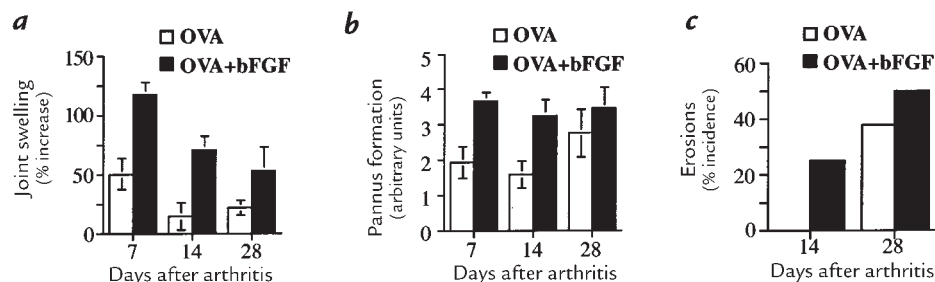 a
OVA
OVA+bFGF
Joint swelling
(% increase)
150
100
50
0
7 14 28
Days after arthritis
b
OVA
OVA+bFGF
Pannus formation
(arbitrary units)
5
4
3
2
1
0
7 14 28
Days after arthritis
c
OVA
OVA+bFGF
Erosions
(% incidence)
60
40
20
0
14 28
Days after arthritis